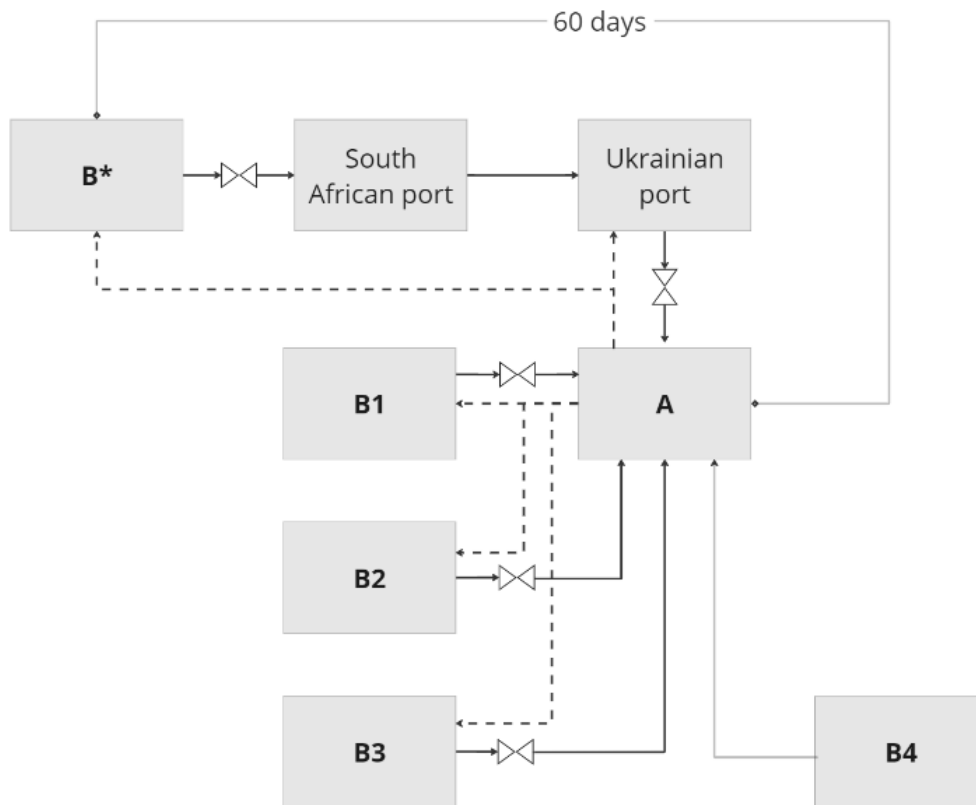 60 days
B*
South
African port
Ukrainian
port
B1
A
B2
B3
B4